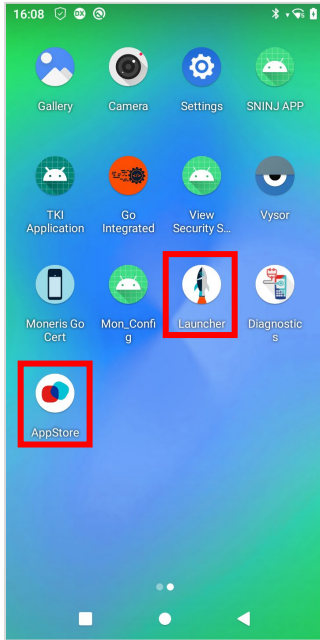 16:08
Gallery Camera Settings SNINJ APP
TKI Go View Vysor
Application Integrated Security S...
Moneris Go Mon_Confi Launcher Diagnostic
Cert g s
AppStore